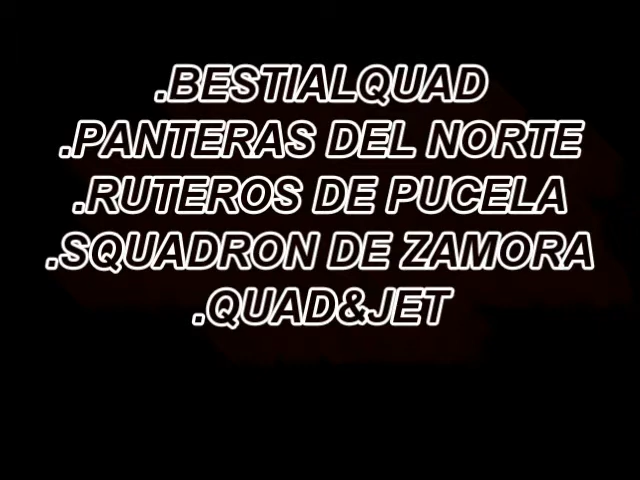 .BESTIALQUAD
.PANTERAS DEL NORTE
.RUTEROS DE PUCELA
.SQUADRON DE ZAMORA
.QUAD&JET